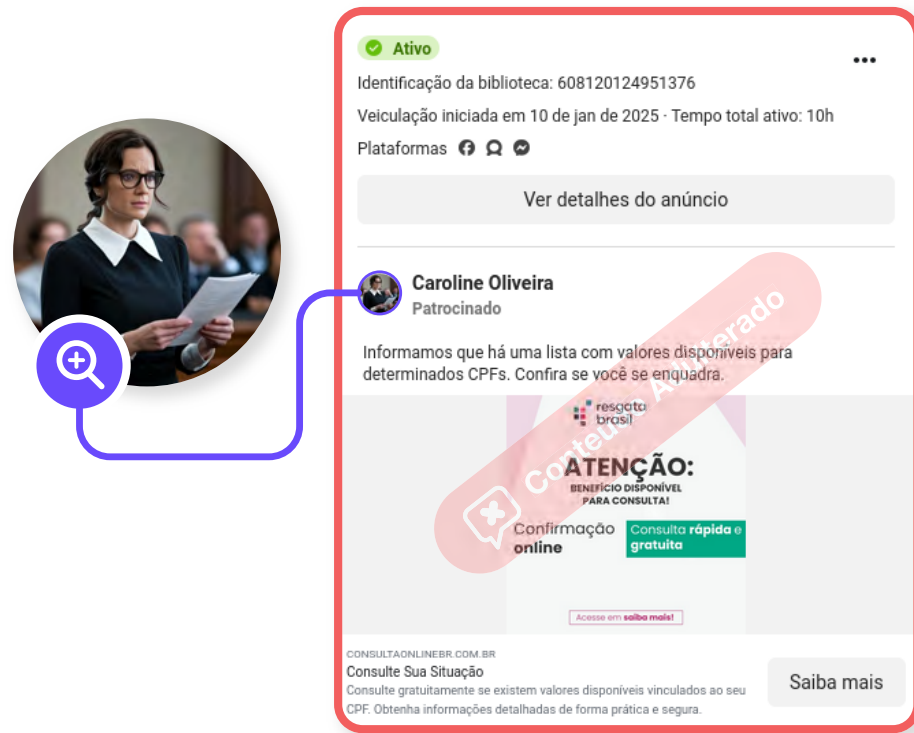 Ativo
Identificação da biblioteca: 608120124951376
Veiculação iniciada em 10 de jan de 2025 · Tempo total ativo: 10h
Plataformas
Ver detalhes do anúncio
Caroline Oliveira
Patrocinado
Informamos que há uma lista com valores disponíveis para
determinados CPFs. Confira se você se enquadra.
Conteúdo Adulterado
resgata
brasil
ATENÇÃO:
BENEFÍCIO DISPONÍVEL
PARA CONSULTA!
Confirmação
online
Consulta rápida e
gratuita
Acesse em saiba mais!
CONSULTAONLINEBR.COM.BR
Consulte Sua Situação
Consulte gratuitamente se existem valores disponíveis vinculados ao seu
CPF. Obtenha informações detalhadas de forma prática e segura.
Saiba mais